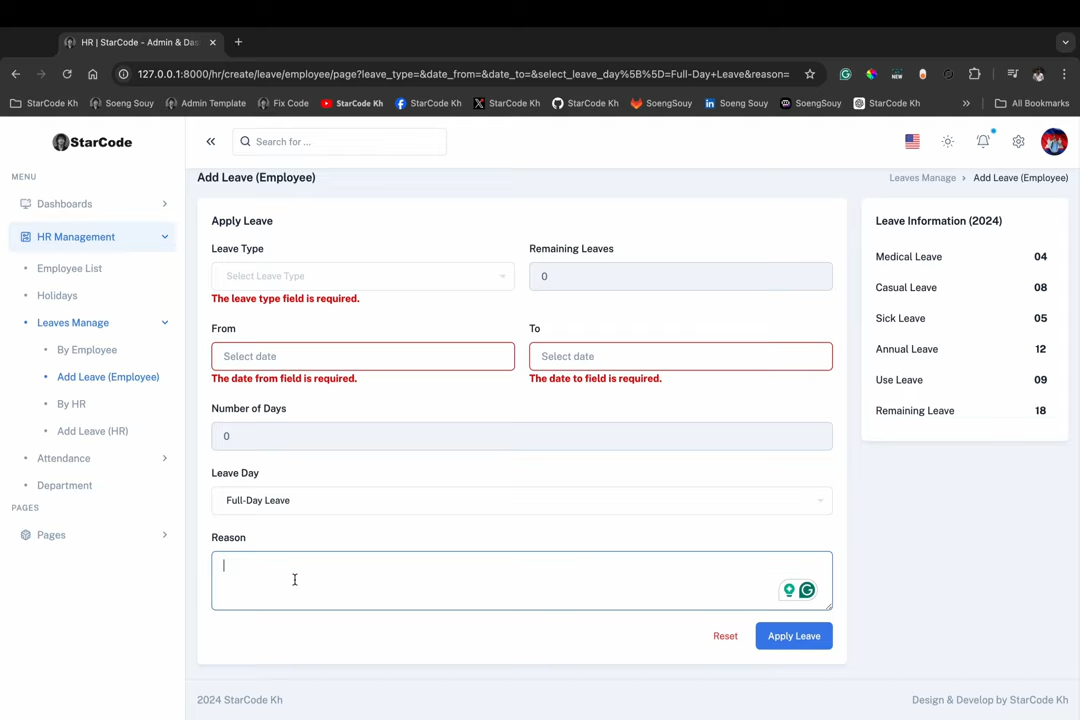 HR | StarCode - Admin & Das
127.0.0.1:8000/hr/create/leave/employee/page?leave_type=&date_from=&date_to=&select_leave_day%5B%5D=Full-Day+Leave&reason=
NEW
StarCode Kh
Soeng Souy
Admin Template
Fix Code
StarCode Kh
StarCode Kh
StarCode Kh
StarCode Kh
SoengSouy
Soeng Souy
SoengSouy
StarCode Kh
All Bookmarks
StarCode
Search for ...
MENU
Dashboards
HR Management
Employee List
Holidays
Leaves Manage
By Employee
Add Leave (Employee)
By HR
Add Leave (HR)
Attendance
Department
PAGES
Pages
Add Leave (Employee)
Leaves Manage
Add Leave (Employee)
Apply Leave
Leave Type
Remaining Leaves
Select Leave Type
0
The leave type field is required.
From
To
Select date
Select date
The date from field is required.
The date to field is required.
Number of Days
0
Leave Day
Full-Day Leave
Reason
Reset
Apply Leave
Leave Information (2024)
Medical Leave 04
Casual Leave 08
Sick Leave 05
Annual Leave 12
Use Leave 09
Remaining Leave 18
2024 StarCode Kh
Design & Develop by StarCode Kh